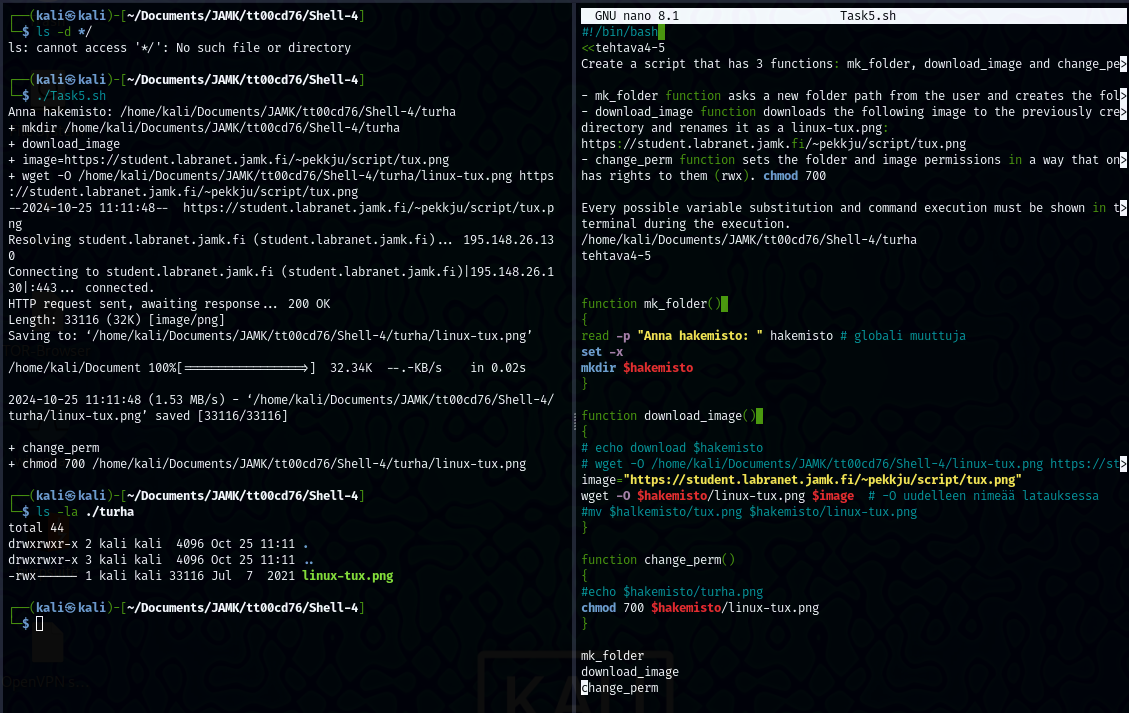 ┌──(kali㉿kali)-[~/Documents/JAMK/tt00cd76/Shell-4]
└─$ ls -d */
ls: cannot access '*/': No such file or directory
┌──(kali㉿kali)-[~/Documents/JAMK/tt00cd76/Shell-4]
└─$ ./Task5.sh
Anna hakemisto: /home/kali/Documents/JAMK/tt00cd76/Shell-4/turha
+ mkdir /home/kali/Documents/JAMK/tt00cd76/Shell-4/turha
+ download_image
+ image=https://student.labranet.jamk.fi/~pekkju/script/tux.png
+ wget -O /home/kali/Documents/JAMK/tt00cd76/Shell-4/turha/linux-tux.png https
://student.labranet.jamk.fi/~pekkju/script/tux.png
--2024-10-25 11:11:48--  https://student.labranet.jamk.fi/~pekkju/script/tux.p
ng
Resolving student.labranet.jamk.fi (student.labranet.jamk.fi)... 195.148.26.13
0
Connecting to student.labranet.jamk.fi (student.labranet.jamk.fi)|195.148.26.1
30|:443... connected.
HTTP request sent, awaiting response... 200 OK
Length: 33116 (32K) [image/png]
Saving to: ‘/home/kali/Documents/JAMK/tt00cd76/Shell-4/turha/linux-tux.png’
/home/kali/Document 100%[=================>]  32.34K  --.-KB/s    in 0.02s
2024-10-25 11:11:48 (1.53 MB/s) - ‘/home/kali/Documents/JAMK/tt00cd76/Shell-4/
turha/linux-tux.png’ saved [33116/33116]
+ change_perm
+ chmod 700 /home/kali/Documents/JAMK/tt00cd76/Shell-4/turha/linux-tux.png
┌──(kali㉿kali)-[~/Documents/JAMK/tt00cd76/Shell-4]
└─$ ls -la ./turha
total 44
drwxrwxr-x 2 kali kali  4096 Oct 25 11:11 .
drwxrwxr-x 3 kali kali  4096 Oct 25 11:11 ..
-rwx------ 1 kali kali 33116 Jul  7  2021 linux-tux.png
┌──(kali㉿kali)-[~/Documents/JAMK/tt00cd76/Shell-4]
└─$
OpenVPN s...
KALI
GNU nano 8.1 Task5.sh
#!/bin/bash
<<tehtava4-5
Create a script that has 3 functions: mk_folder, download_image and change_pe>
- mk_folder function asks a new folder path from the user and creates the fol>
- download_image function downloads the following image to the previously cre>
directory and renames it as a linux-tux.png:
https://student.labranet.jamk.fi/~pekkju/script/tux.png
- change_perm function sets the folder and image permissions in a way that on>
has rights to them (rwx). chmod 700
Every possible variable substitution and command execution must be shown in t>
terminal during the execution.
/home/kali/Documents/JAMK/tt00cd76/Shell-4/turha
tehtava4-5
function mk_folder()
{
read -p "Anna hakemisto: " hakemisto # globali muuttuja
set -x
mkdir $hakemisto
}
function download_image()
{
# echo download $hakemisto
# wget -O /home/kali/Documents/JAMK/tt00cd76/Shell-4/linux-tux.png https://st>
image="https://student.labranet.jamk.fi/~pekkju/script/tux.png"
wget -O $hakemisto/linux-tux.png $image  # -O uudelleen nimeää latauksessa
#mv $halkemisto/tux.png $hakemisto/linux-tux.png
}
function change_perm()
{
#echo $hakemisto/turha.png
chmod 700 $hakemisto/linux-tux.png
}
mk_folder
download_image
change_perm